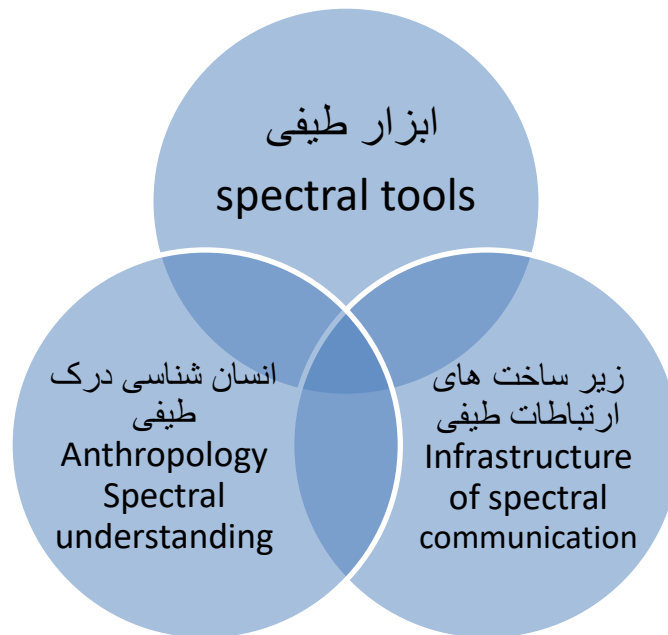 ابزار طیفی
spectral tools
انسان شناسی درک
طیفی
Anthropology
Spectral
understanding
زیر ساخت های
ارتباطات طیفی
Infrastructure
of spectral
communication